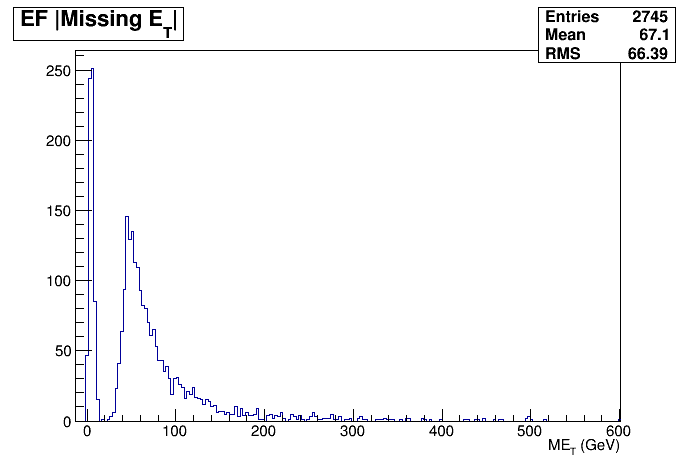 EF |Missing E_T|
Entries 2745
Mean 67.1
RMS 66.39
250
200
150
100
50
0
0 100 200 300 400 500 600
ME_T (GeV)